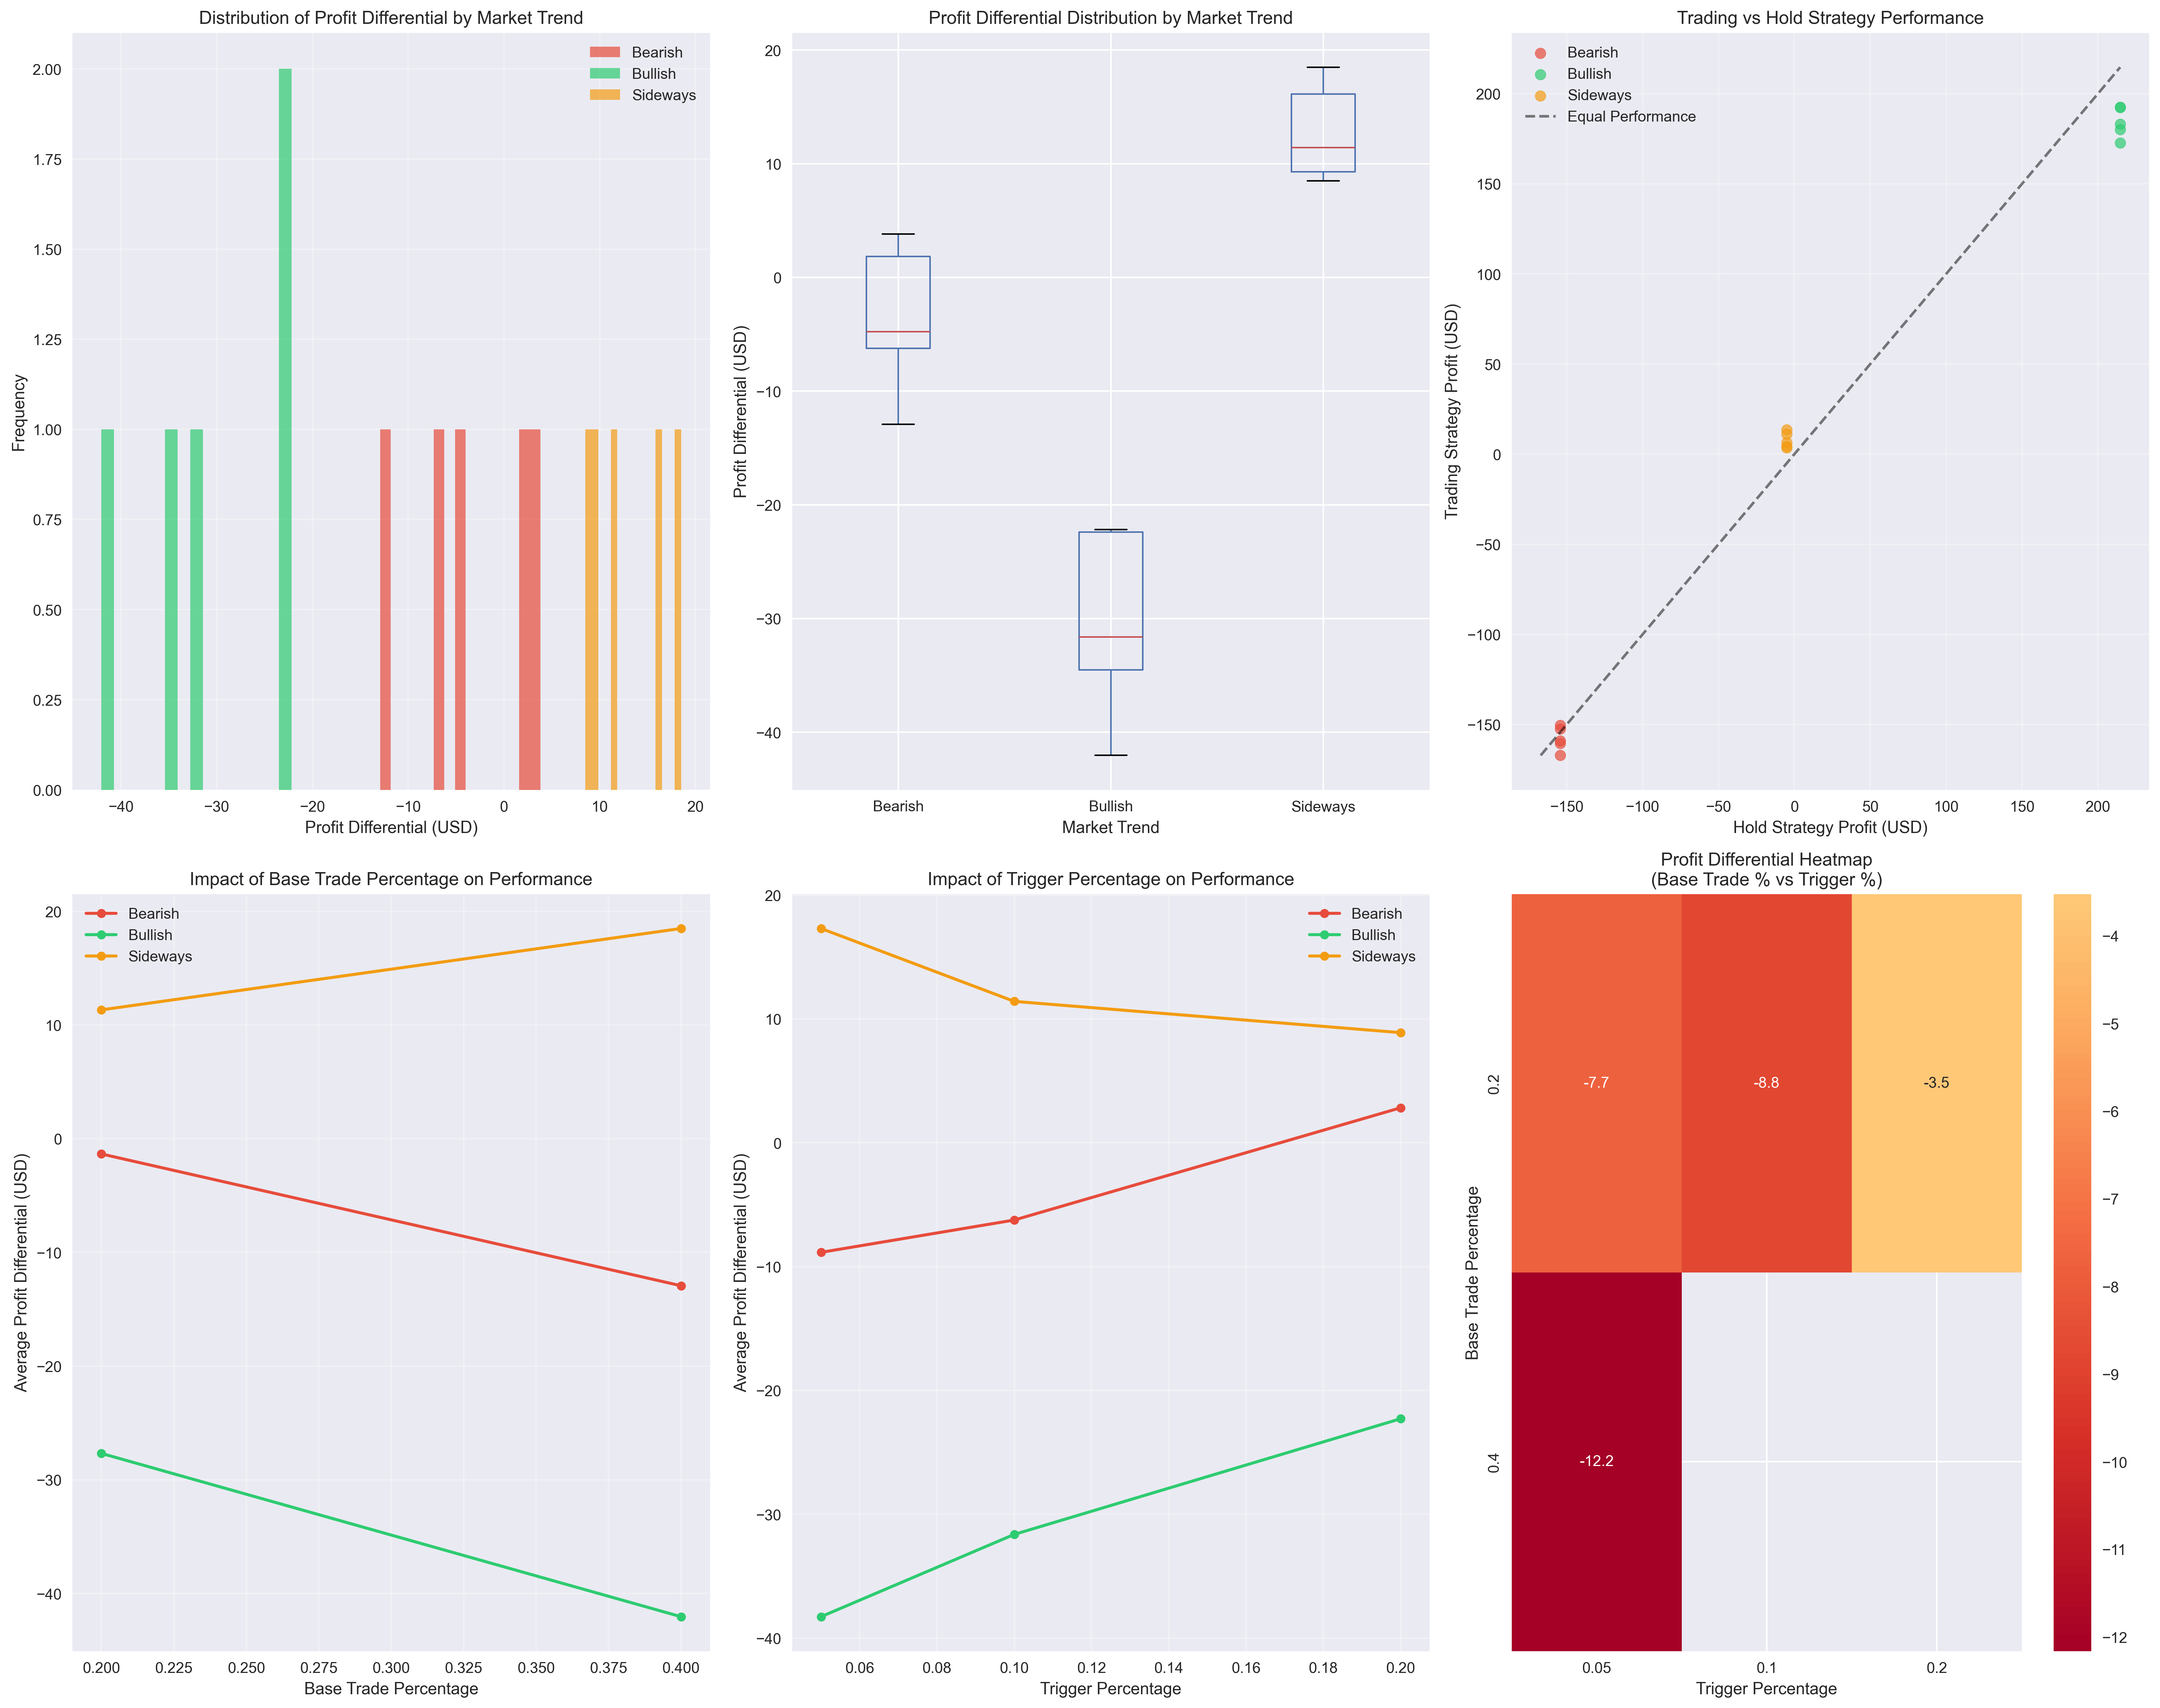 Distribution of Profit Differential by Market Trend
Bearish
Bullish
Sideways
2.00
1.75
1.50
1.25
1.00
0.75
0.50
0.25
0.00
Frequency
−40 −30 −20 −10 0 10 20
Profit Differential (USD)
Profit Differential Distribution by Market Trend
20
10
0
−10
−20
−30
−40
Profit Differential (USD)
Bearish Bullish Sideways
Market Trend
Trading vs Hold Strategy Performance
Bearish
Bullish
Sideways
Equal Performance
200
150
100
50
0
−50
−100
−150
Trading Strategy Profit (USD)
−150 −100 −50 0 50 100 150 200
Hold Strategy Profit (USD)
Impact of Base Trade Percentage on Performance
Bearish
Bullish
Sideways
20
10
0
−10
−20
−30
−40
Average Profit Differential (USD)
0.200 0.225 0.250 0.275 0.300 0.325 0.350 0.375 0.400
Base Trade Percentage
Impact of Trigger Percentage on Performance
Bearish
Bullish
Sideways
20
10
0
−10
−20
−30
−40
Average Profit Differential (USD)
0.06 0.08 0.10 0.12 0.14 0.16 0.18 0.20
Trigger Percentage
Profit Differential Heatmap
(Base Trade % vs Trigger %)
-7.7 -8.8 -3.5
-12.2
0.2
0.4
Base Trade Percentage
0.05 0.1 0.2
Trigger Percentage
−4
−5
−6
−7
−8
−9
−10
−11
−12